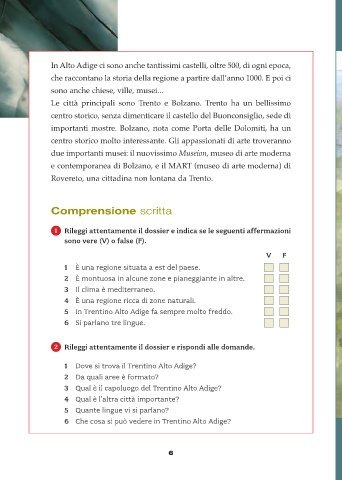 In Alto Adige ci sono anche tantissimi castelli, oltre 500, di ogni epoca,
che raccontano la storia della regione a partire dall'anno 1000. E poi ci
sono anche chiese, ville, musei...
Le città principali sono Trento e Bolzano. Trento ha un bellissimo
centro storico, senza dimenticare il castello del Buonconsiglio, sede di
importanti mostre. Bolzano, nota come Porta delle Dolomiti, ha un
centro storico molto interessante. Gli appassionati di arte troveranno
due importanti musei: il nuovissimo Museion, museo di arte moderna
e contemporanea di Bolzano, e il MART (museo di arte moderna) di
Rovereto, una cittadina non lontana da Trento.
Comprensione scritta
1 Rileggi attentamente il dossier e indica se le seguenti affermazioni
sono vere (V) o false (F).
V F
1 È una regione situata a est del paese.
2 È montuosa in alcune zone e pianeggiante in altre.
3 Il clima è mediterraneo.
4 È una regione ricca di zone naturali.
5 In Trentino Alto Adige fa sempre molto freddo.
6 Si parlano tre lingue.
2 Rileggi attentamente il dossier e rispondi alle domande.
1 Dove si trova il Trentino Alto Adige?
2 Da quali aree è formato?
3 Qual è il capoluogo del Trentino Alto Adige?
4 Qual è l'altra città importante?
5 Quante lingue vi si parlano?
6 Che cosa si può vedere in Trentino Alto Adige?
6